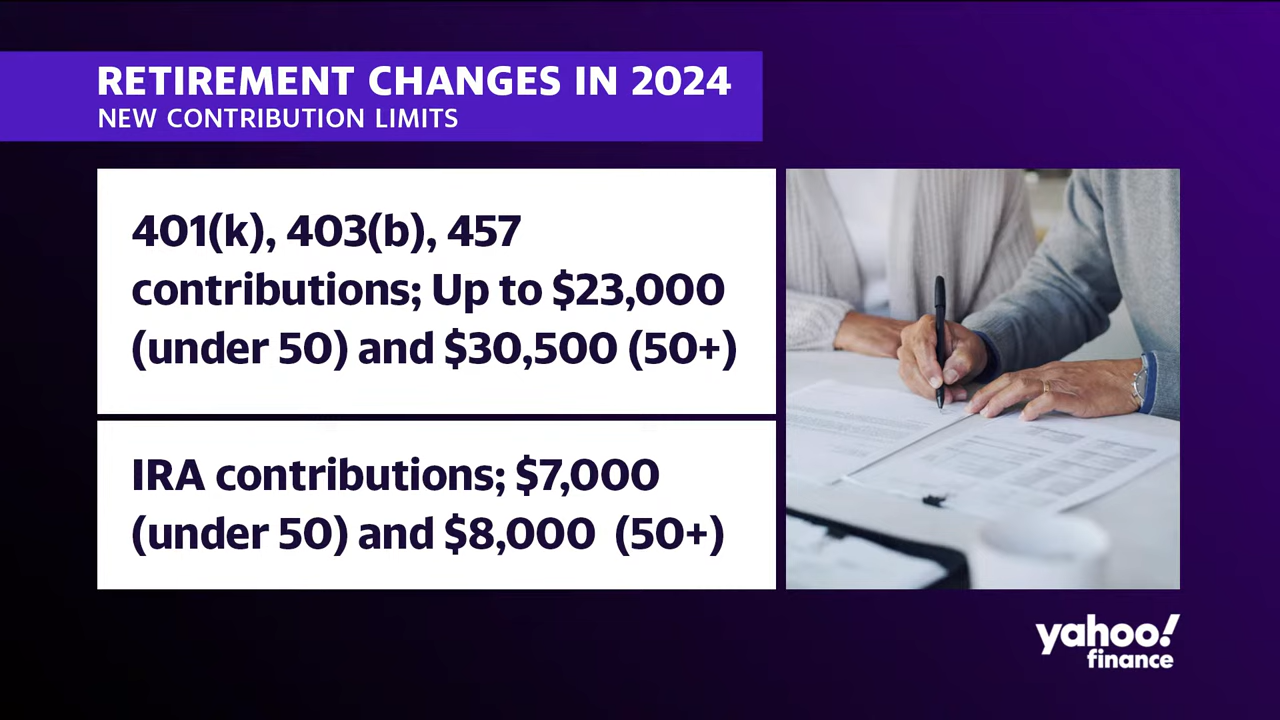 RETIREMENT CHANGES IN 2024
NEW CONTRIBUTION LIMITS
401(k), 403(b), 457
contributions; Up to $23,000
(under 50) and $30,500 (50+)
IRA contributions; $7,000
(under 50) and $8,000 (50+)
yahoo!
finance